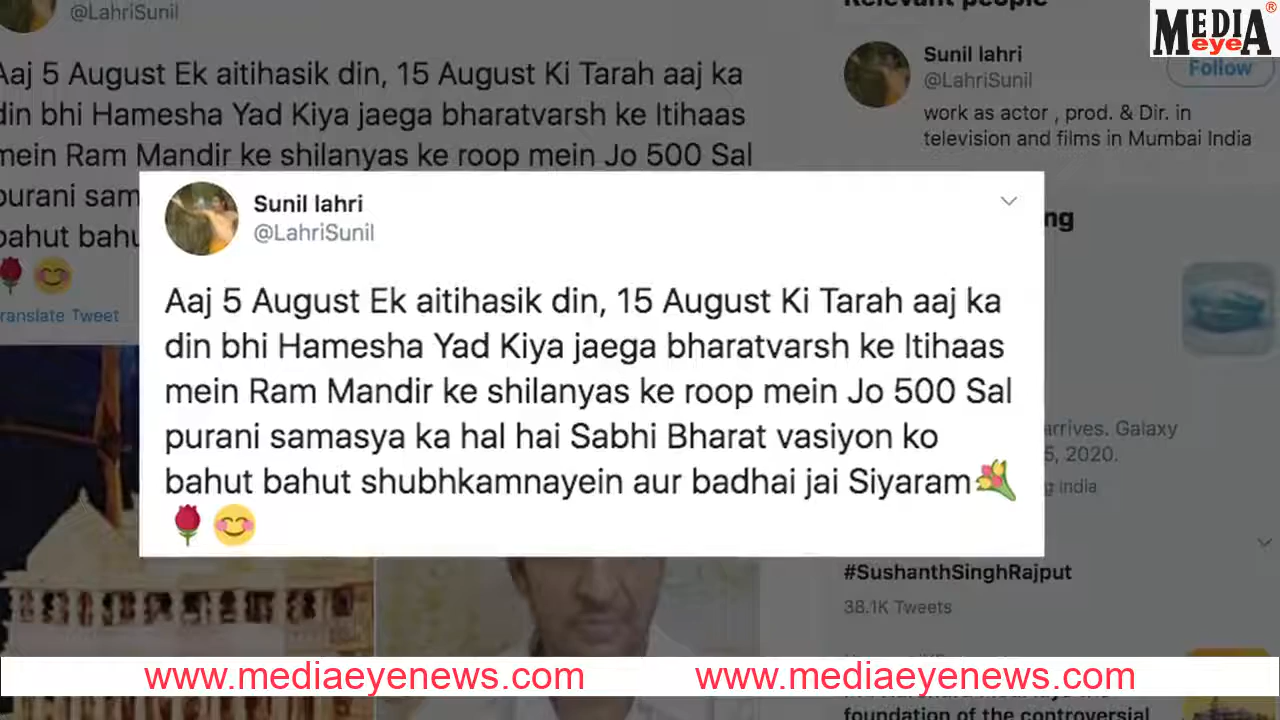 @LahriSunil
Aaj 5 August Ek aitihasik din, 15 August Ki Tarah aaj ka
din bhi Hamesha Yad Kiya jaega bharatvarsh ke Itihaas
mein Ram Mandir ke shilanyas ke roop mein Jo 500 Sal
purani sam
bahut bahu
ranslate Tweet
Relevant people
MEDIA
eye
®
Sunil lahri
@LahriSunil
Follow
work as actor , prod. & Dir. in
television and films in Mumbai India
Sunil lahri
@LahriSunil
Aaj 5 August Ek aitihasik din, 15 August Ki Tarah aaj ka
din bhi Hamesha Yad Kiya jaega bharatvarsh ke Itihaas
mein Ram Mandir ke shilanyas ke roop mein Jo 500 Sal
purani samasya ka hal hai Sabhi Bharat vasiyon ko
bahut bahut shubhkamnayein aur badhai jai Siyaram💐
🌹😊
ng
arrives. Galaxy
5, 2020.
g India
#SushanthSinghRajput
38.1K Tweets
foundation of the controversial
www.mediaeyenews.com www.mediaeyenews.com